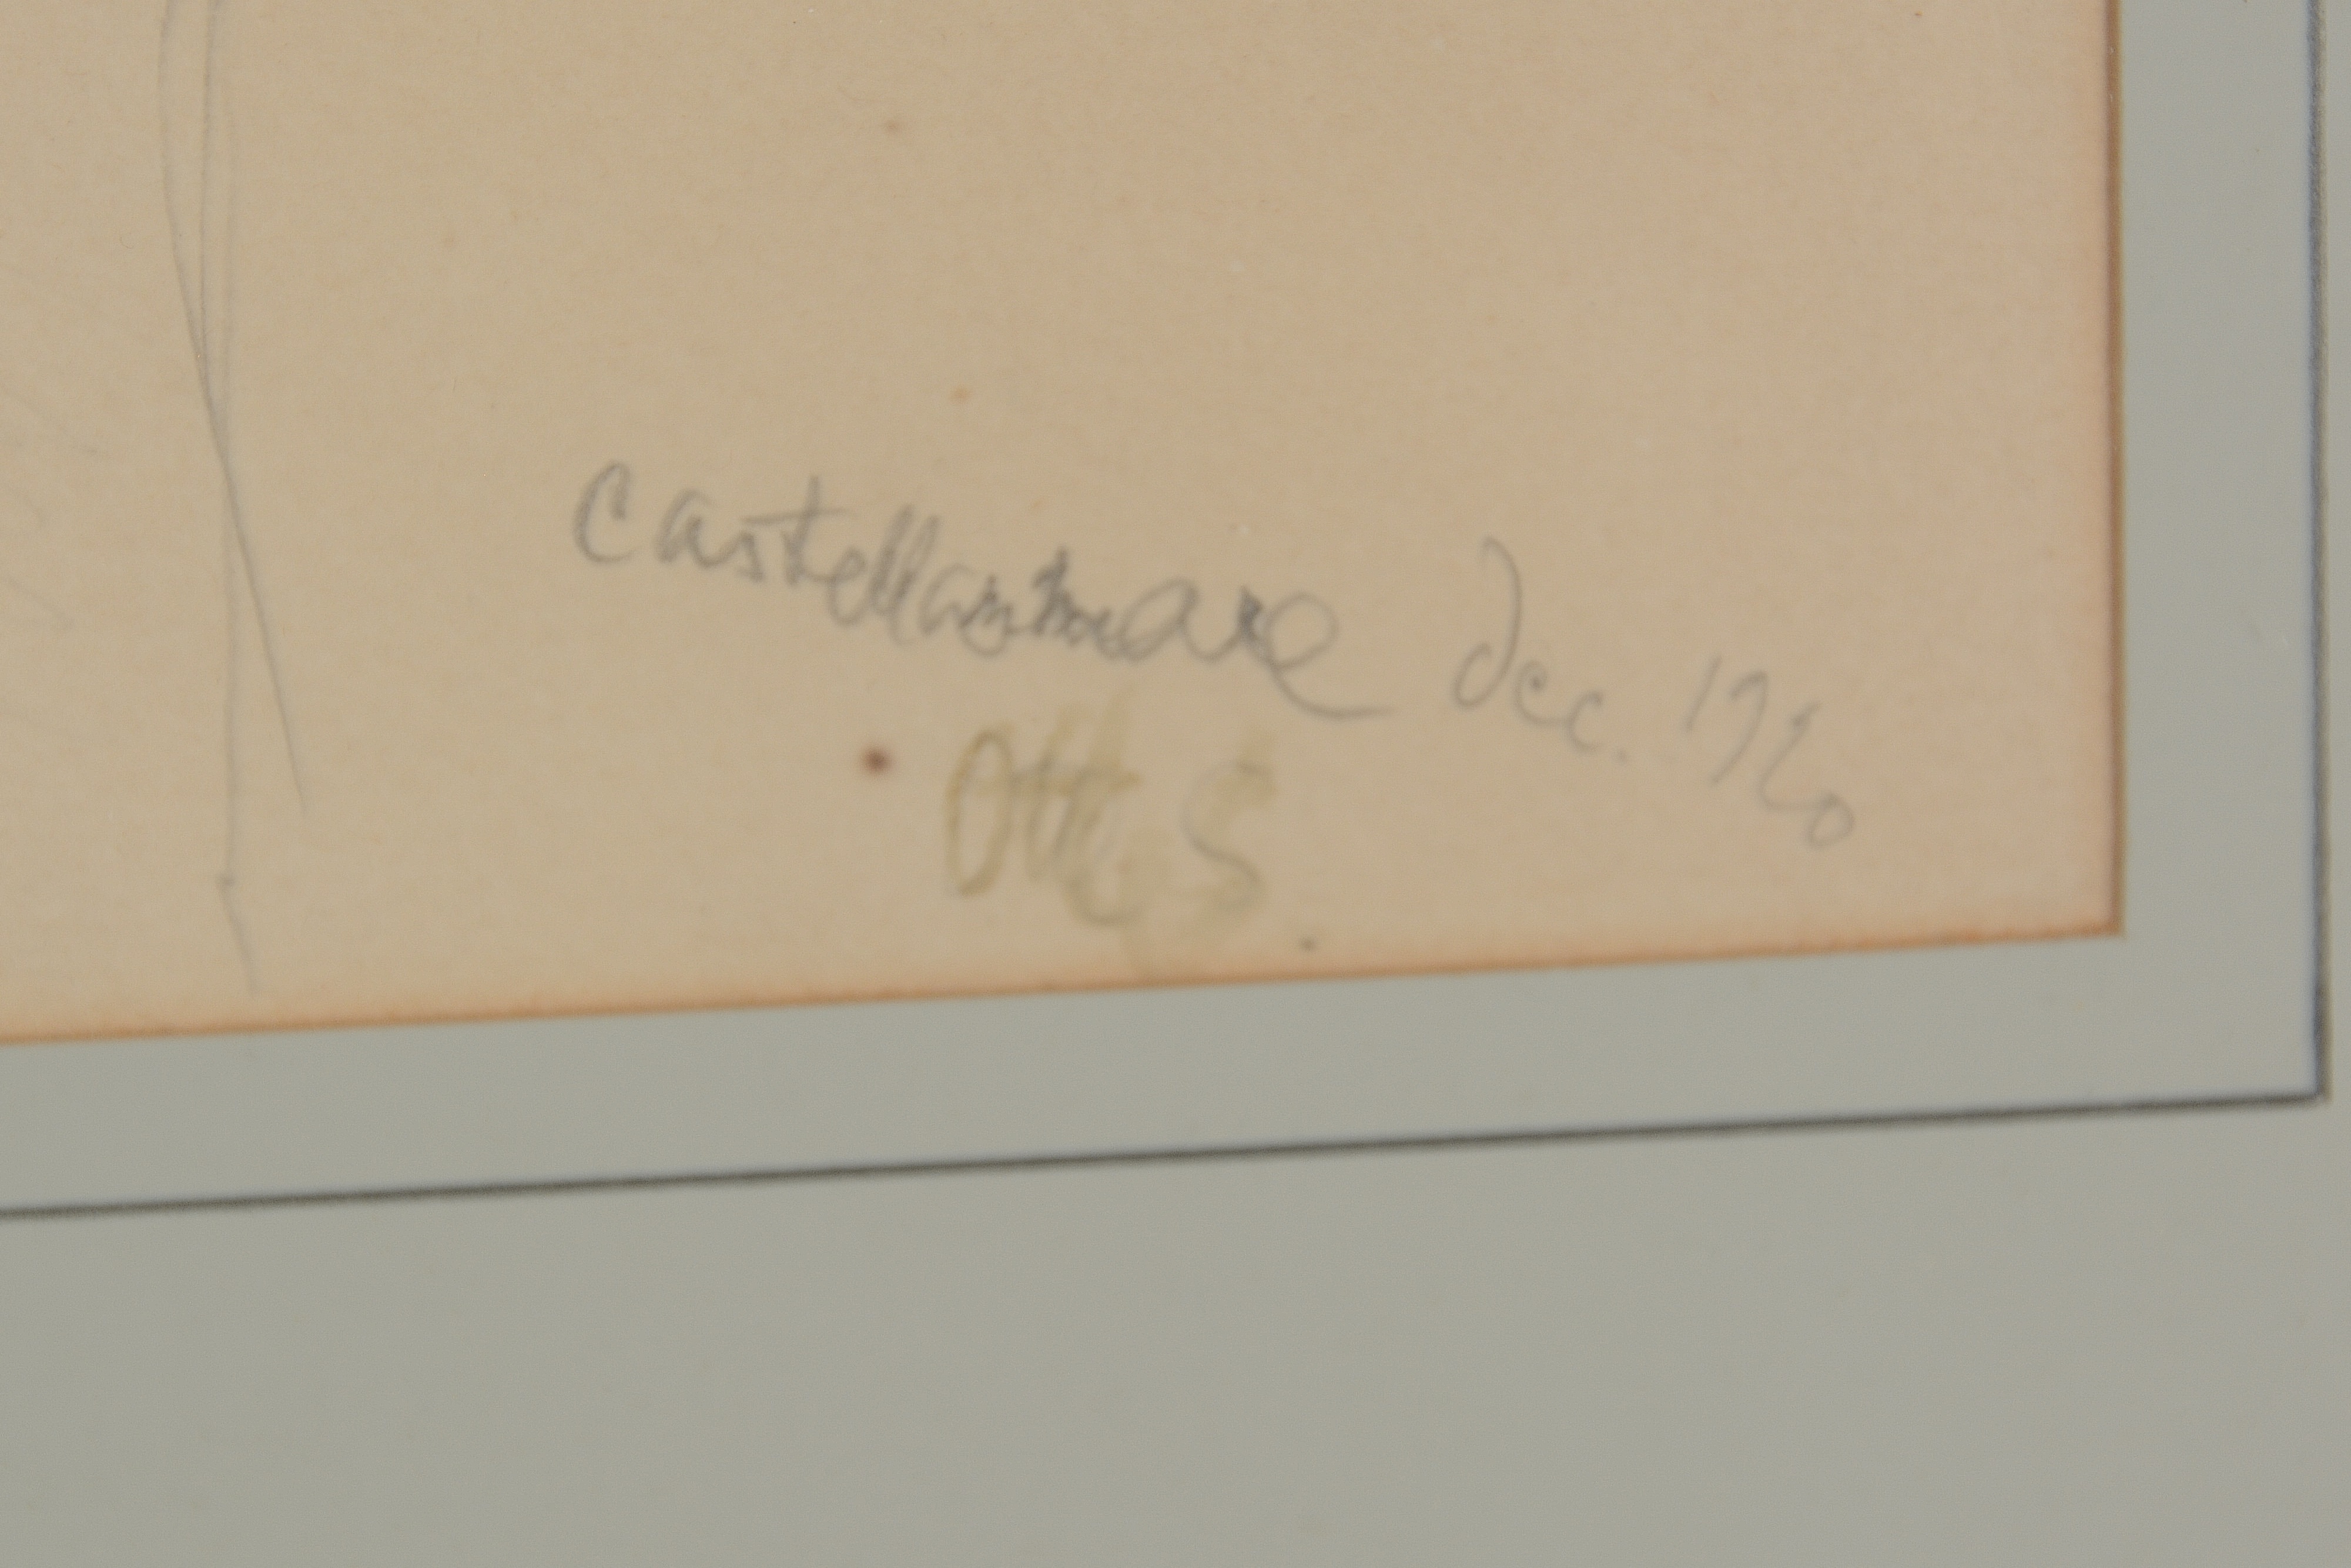 Castellammare Dec. 1920
Otto S.